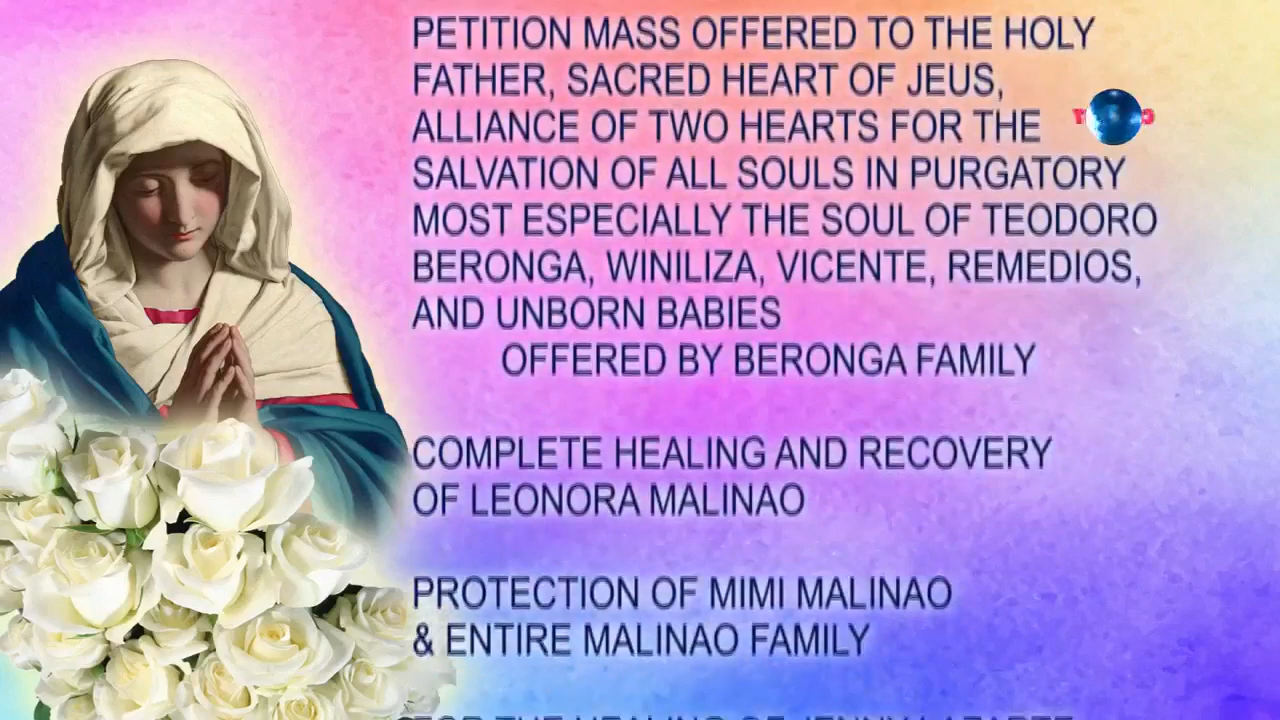 PETITION MASS OFFERED TO THE HOLY
FATHER, SACRED HEART OF JEUS,
ALLIANCE OF TWO HEARTS FOR THE
SALVATION OF ALL SOULS IN PURGATORY
MOST ESPECIALLY THE SOUL OF TEODORO
BERONGA, WINILIZA, VICENTE, REMEDIOS,
AND UNBORN BABIES
OFFERED BY BERONGA FAMILY
COMPLETE HEALING AND RECOVERY
OF LEONORA MALINAO
PROTECTION OF MIMI MALINAO
& ENTIRE MALINAO FAMILY